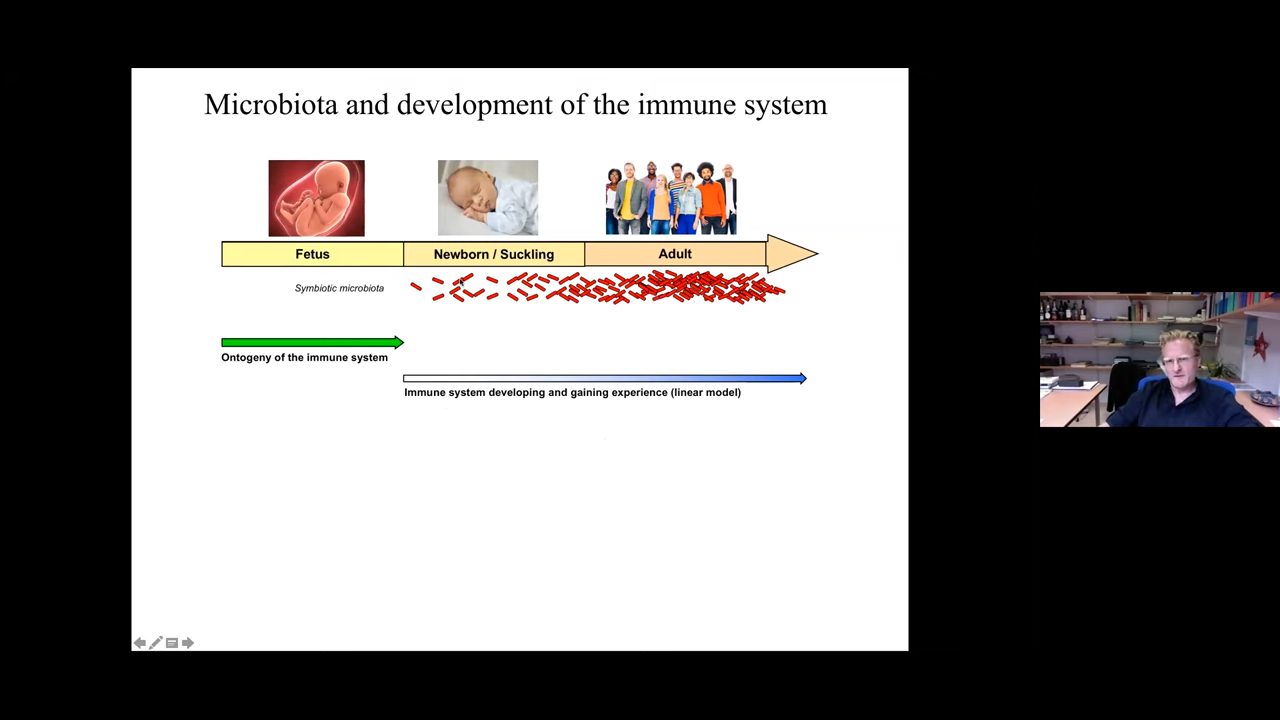 Microbiota and development of the immune system
Fetus
Newborn / Suckling
Adult
Symbiotic microbiota
Ontogeny of the immune system
Immune system developing and gaining experience (linear model)